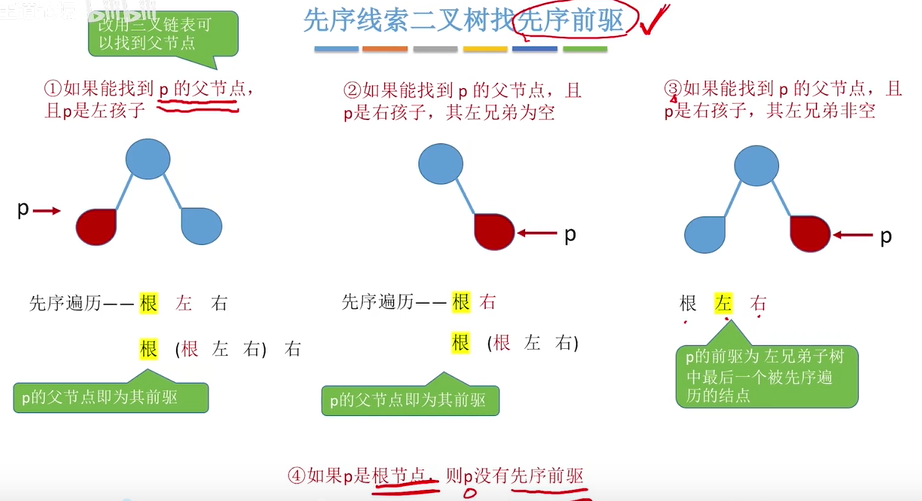 bilibili
改用三叉链表可
以找到父节点
先序线索二叉树找先序前驱
①如果能找到 p 的父节点，
且p是左孩子
②如果能找到 p 的父节点，且
p是右孩子，其左兄弟为空
③如果能找到 p 的父节点，且
p是右孩子，其左兄弟非空
p
p
p
先序遍历——根 左 右
根 (根 左 右) 右
p的父节点即为其前驱
先序遍历——根 右
根 (根 左 右)
p的父节点即为其前驱
根 左 右
p的前驱为 左兄弟子树
中最后一个被先序遍
历的结点
④如果p是根节点，则p没有先序前驱